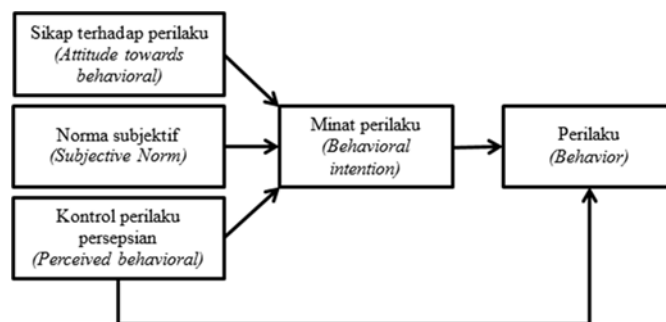 Sikap terhadap perilaku
(Attitude towards
behavioral)
Norma subjektif
(Subjective Norm)
Kontrol perilaku
persepsian
(Perceived behavioral)
Minat perilaku
(Behavioral
intention)
Perilaku
(Behavior)